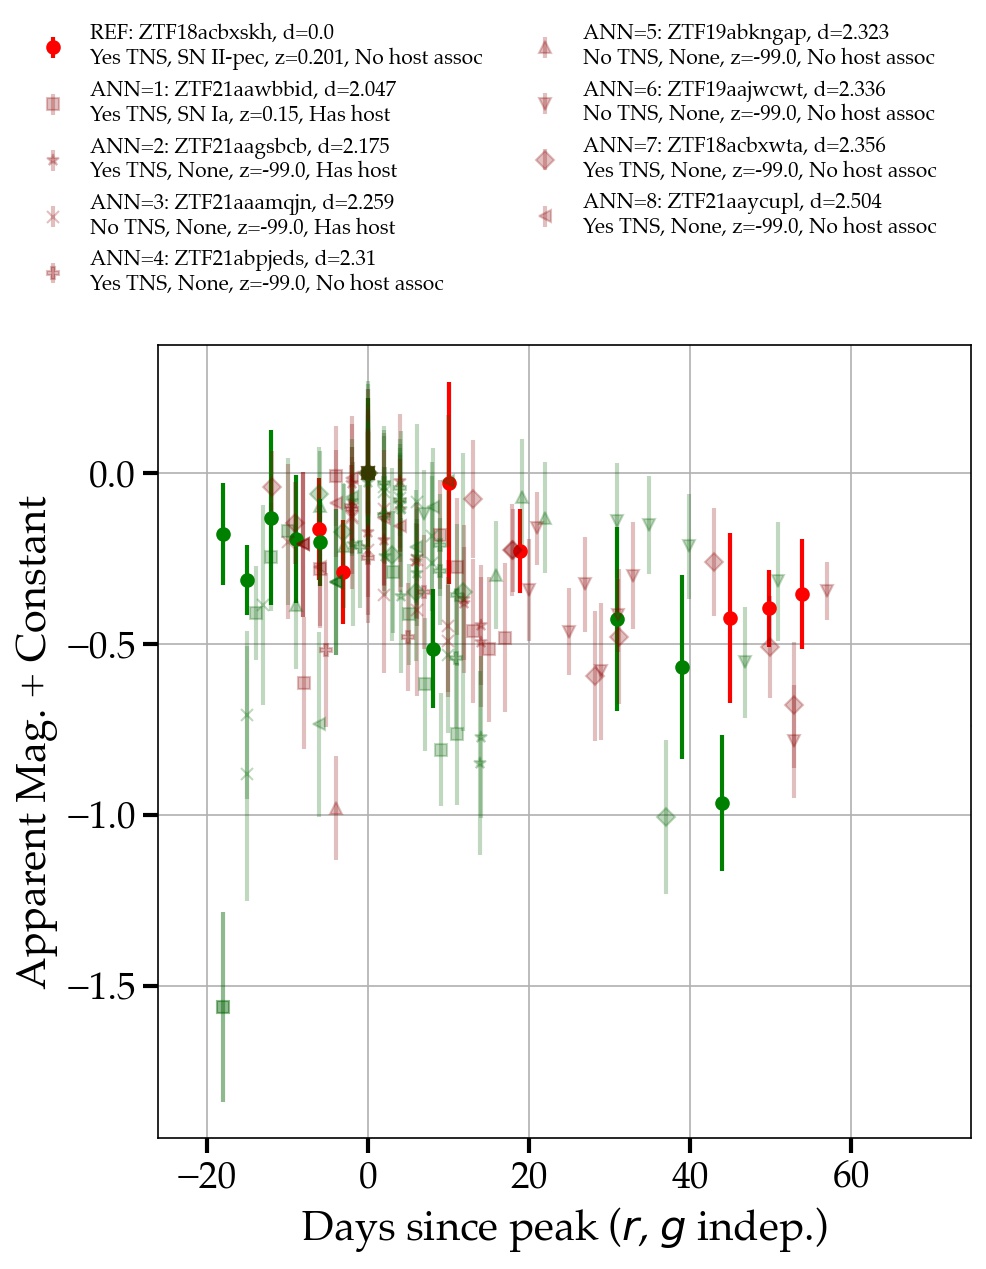 REF: ZTF18acbxskh, d=0.0
Yes TNS, SN II-pec, z=0.201, No host assoc
ANN=1: ZTF21aawbbid, d=2.047
Yes TNS, SN Ia, z=0.15, Has host
ANN=2: ZTF21aagsbcb, d=2.175
Yes TNS, None, z=-99.0, Has host
ANN=3: ZTF21aaamqjn, d=2.259
No TNS, None, z=-99.0, Has host
ANN=4: ZTF21abpjeds, d=2.31
Yes TNS, None, z=-99.0, No host assoc
ANN=5: ZTF19abkngap, d=2.323
No TNS, None, z=-99.0, No host assoc
ANN=6: ZTF19aajwcwt, d=2.336
No TNS, None, z=-99.0, No host assoc
ANN=7: ZTF18acbxwta, d=2.356
Yes TNS, None, z=-99.0, No host assoc
ANN=8: ZTF21aaycupl, d=2.504
Yes TNS, None, z=-99.0, No host assoc
Apparent Mag. + Constant
0.0
−0.5
−1.0
−1.5
−20 0 20 40 60
Days since peak (r, g indep.)